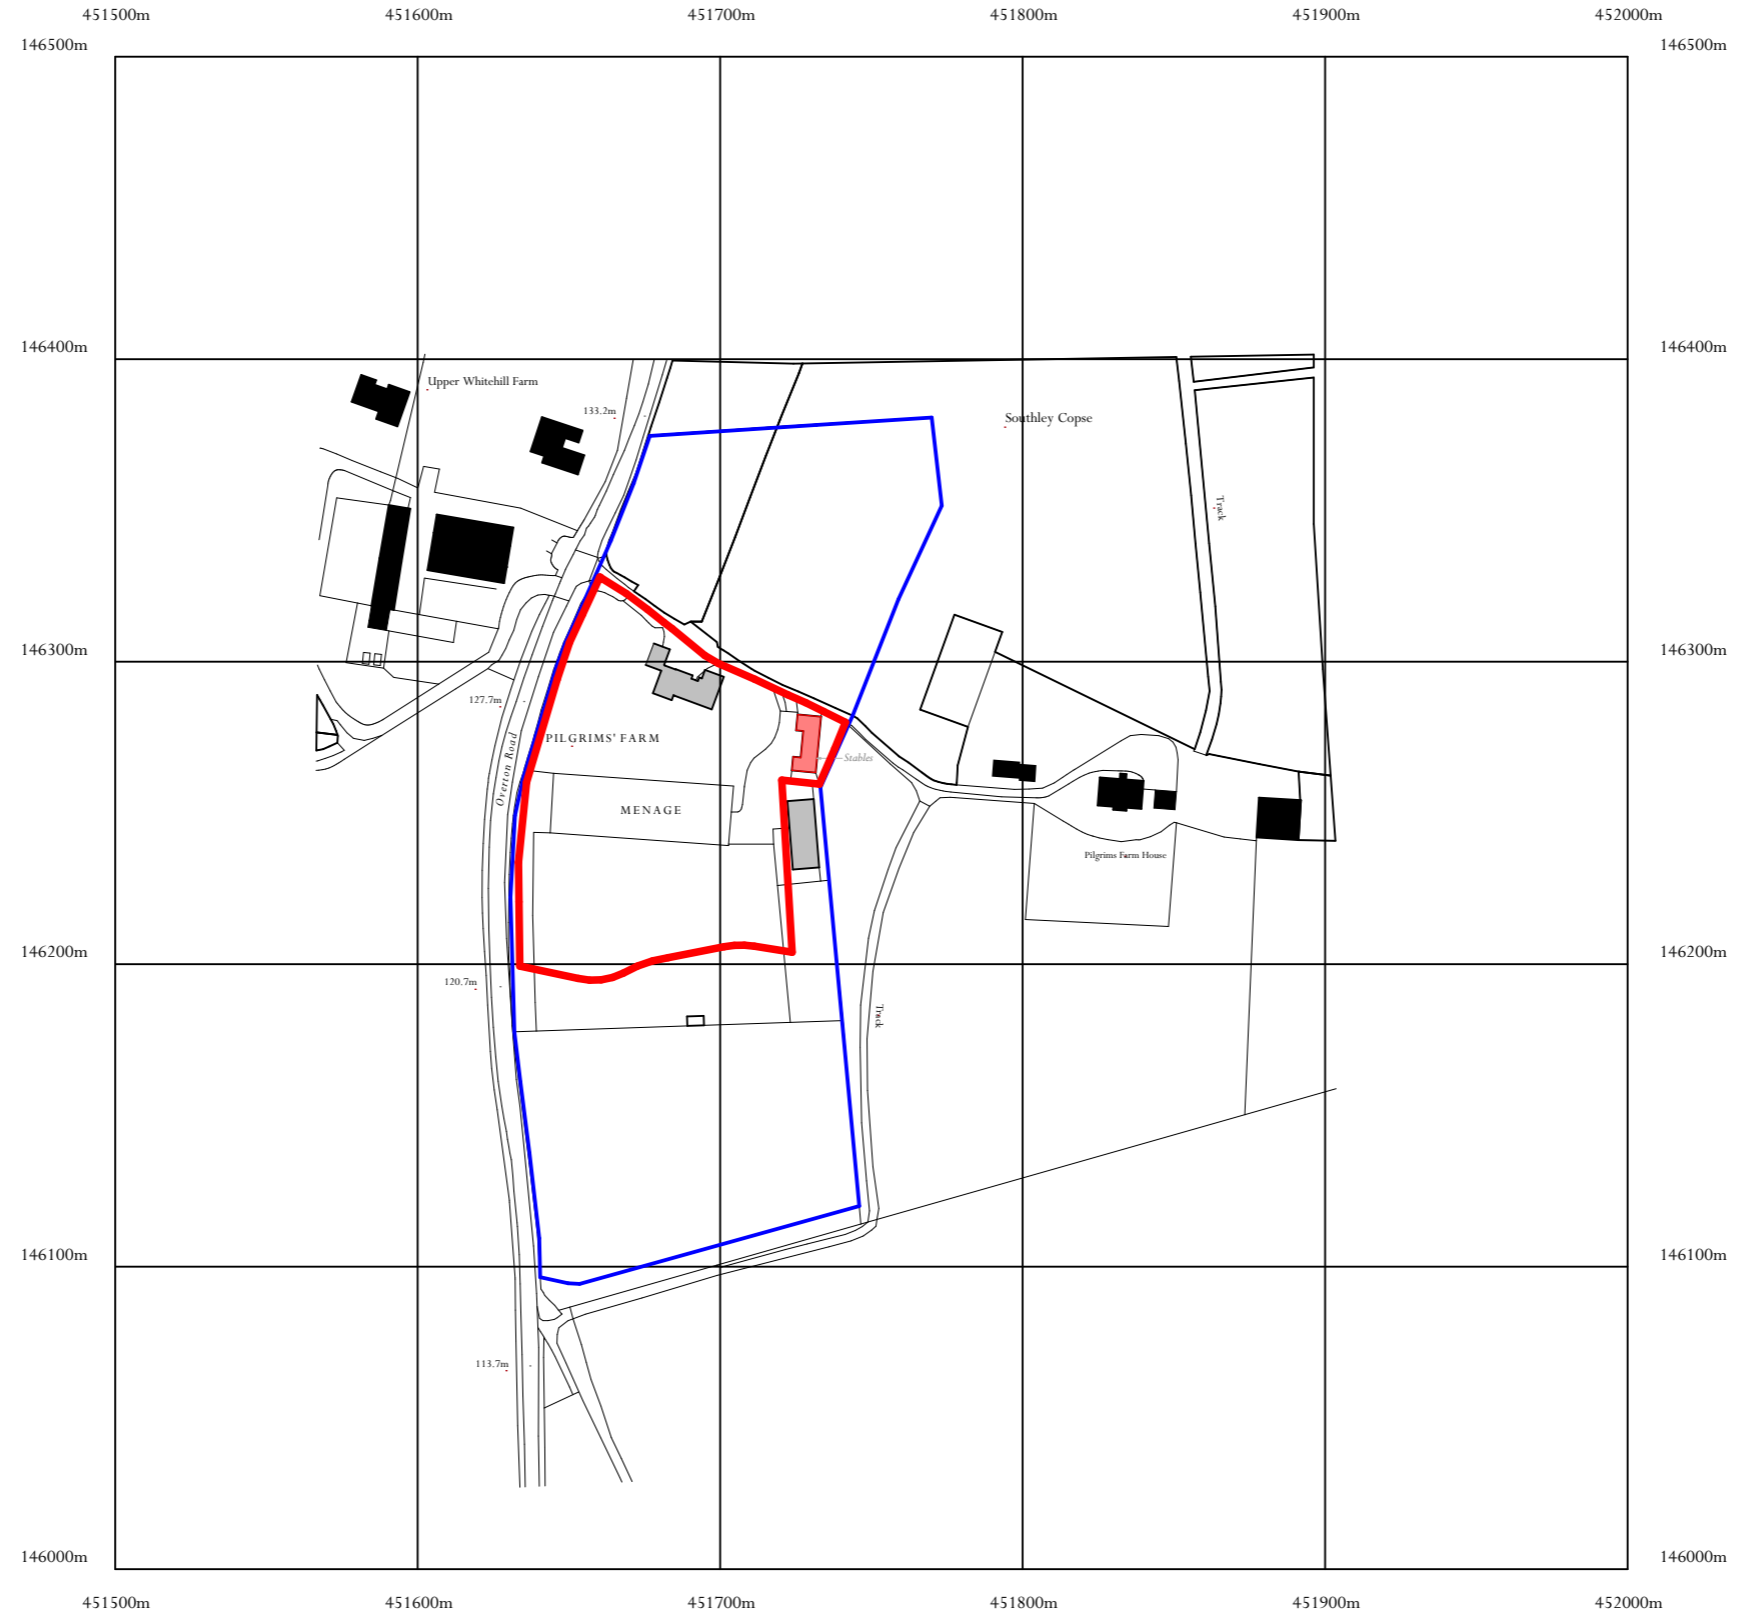 451500m 451600m 451700m 451800m 451900m 452000m
146500m 146500m
146400m 146400m
Upper Whitehill Farm
133.2m
Southley Copse
Track
146300m 146300m
127.7m
PILGRIMS' FARM
Overton Road
Stables
MENAGE
Pilgrims Farm House
146200m 146200m
120.7m
Track
146100m 146100m
113.7m
146000m 146000m
451500m 451600m 451700m 451800m 451900m 452000m